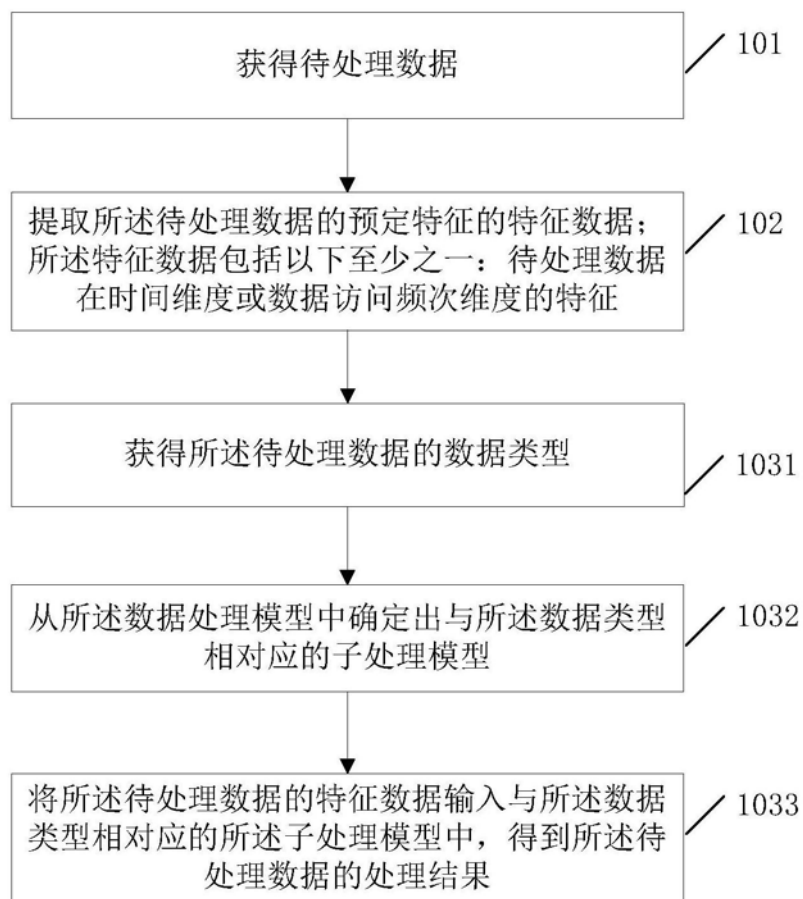 获得待处理数据
101
提取所述待处理数据的预定特征的特征数据；
所述特征数据包括以下至少之一：待处理数据
在时间维度或数据访问频次维度的特征
102
获得所述待处理数据的数据类型
1031
从所述数据处理模型中确定出与所述数据类型
相对应的子处理模型
1032
将所述待处理数据的特征数据输入与所述数据
类型相对应的所述子处理模型中，得到所述待
处理数据的处理结果
1033